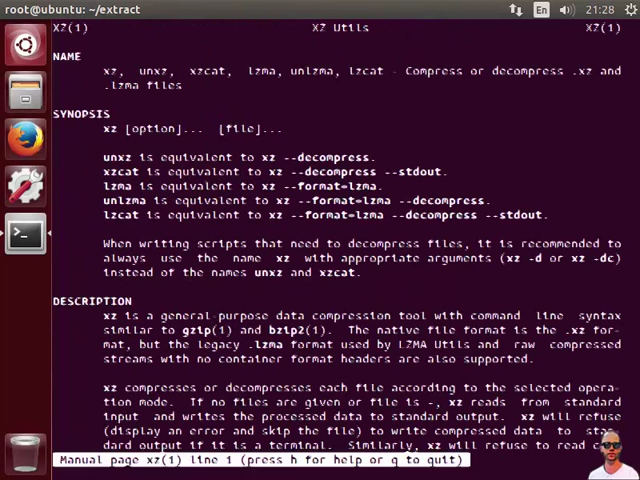 root@ubuntu: ~/extract
En
21:28
XZ(1) XZ Utils XZ(1)
NAME
xz, unxz, xzcat, lzma, unlzma, lzcat - Compress or decompress .xz and
.lzma files
SYNOPSIS
xz [option]... [file]...
unxz is equivalent to xz --decompress.
xzcat is equivalent to xz --decompress --stdout.
lzma is equivalent to xz --format=lzma.
unlzma is equivalent to xz --format=lzma --decompress.
lzcat is equivalent to xz --format=lzma --decompress --stdout.
When writing scripts that need to decompress files, it is recommended to
always use the name xz with appropriate arguments (xz -d or xz -dc)
instead of the names unxz and xzcat.
DESCRIPTION
xz is a general-purpose data compression tool with command line syntax
similar to gzip(1) and bzip2(1). The native file format is the .xz for-
mat, but the legacy .lzma format used by LZMA Utils and raw compressed
streams with no container format headers are also supported.
xz compresses or decompresses each file according to the selected opera-
tion mode. If no files are given or file is -, xz reads from standard
input and writes the processed data to standard output. xz will refuse
(display an error and skip the file) to write compressed data to stan-
dard output if it is a terminal. Similarly, xz will refuse to read
Manual page xz(1) line 1 (press h for help or q to quit)